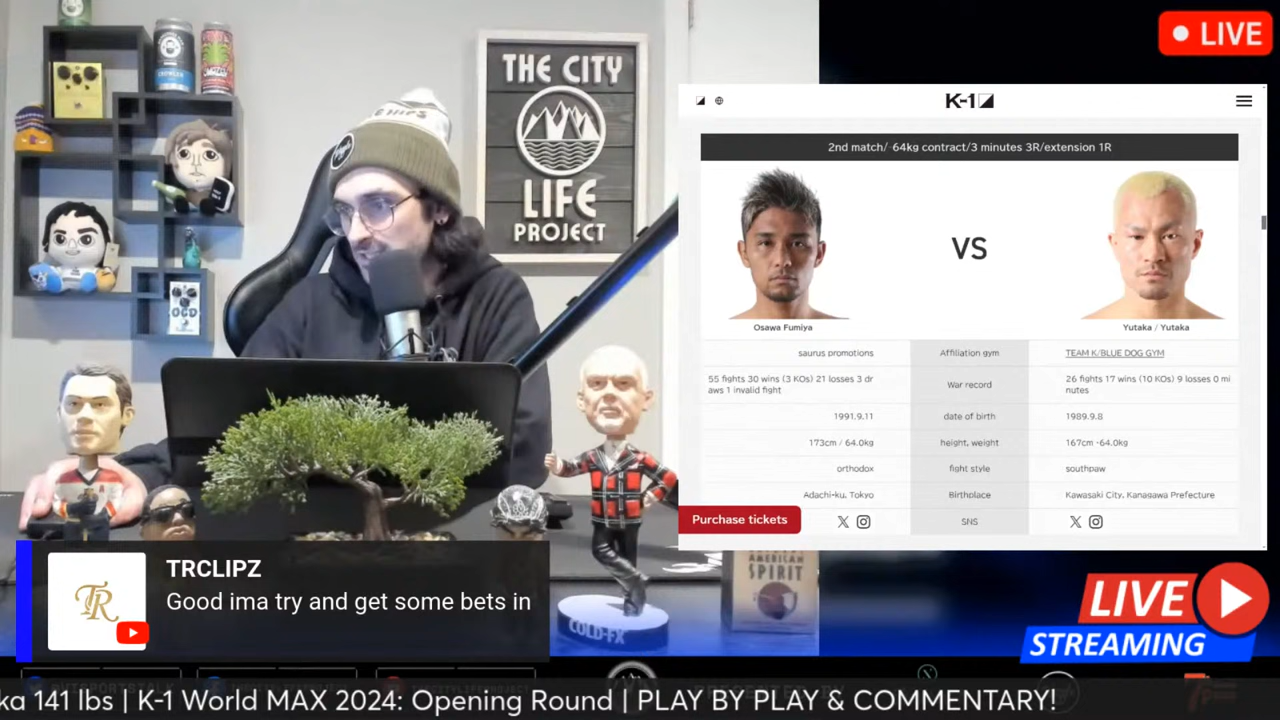 LIVE
THE CITY
LIFE
PROJECT
K-1
2nd match/ 64kg contract/3 minutes 3R/extension 1R
VS
Osawa Fumiya
Yutaka / Yutaka
saurus promotions
Affiliation gym
TEAM K/BLUE DOG GYM
55 fights 30 wins (3 KOs) 21 losses 3 dr
aws 1 invalid fight
War record
26 fights 17 wins (10 KOs) 9 losses 0 mi
nutes
1991.9.11
date of birth
1989.9.8
173cm / 64.0kg
height, weight
167cm ·64.0kg
orthodox
fight style
southpaw
Adachi-ku, Tokyo
Birthplace
Kawasaki City, Kanagawa Prefecture
Purchase tickets
SNS
OCD
AMERICAN
SPIRIT
COLD-FX
TRCLIPZ
Good ima try and get some bets in
TR
LIVE
STREAMING
ka 141 lbs | K-1 World MAX 2024: Opening Round | PLAY BY PLAY & COMMENTARY!